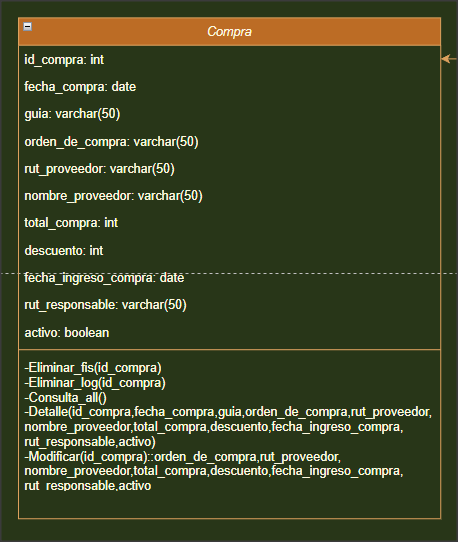 Compra
id_compra: int
fecha_compra: date
guia: varchar(50)
orden_de_compra: varchar(50)
rut_proveedor: varchar(50)
nombre_proveedor: varchar(50)
total_compra: int
descuento: int
fecha_ingreso_compra: date
rut_responsable: varchar(50)
activo: boolean
-Eliminar_fis(id_compra)
-Eliminar_log(id_compra)
-Consulta_all()
-Detalle(id_compra,fecha_compra,guia,orden_de_compra,rut_proveedor,
nombre_proveedor,total_compra,descuento,fecha_ingreso_compra,
rut_responsable,activo)
-Modificar(id_compra)::orden_de_compra,rut_proveedor,
nombre_proveedor,total_compra,descuento,fecha_ingreso_compra,
rut_responsable,activo